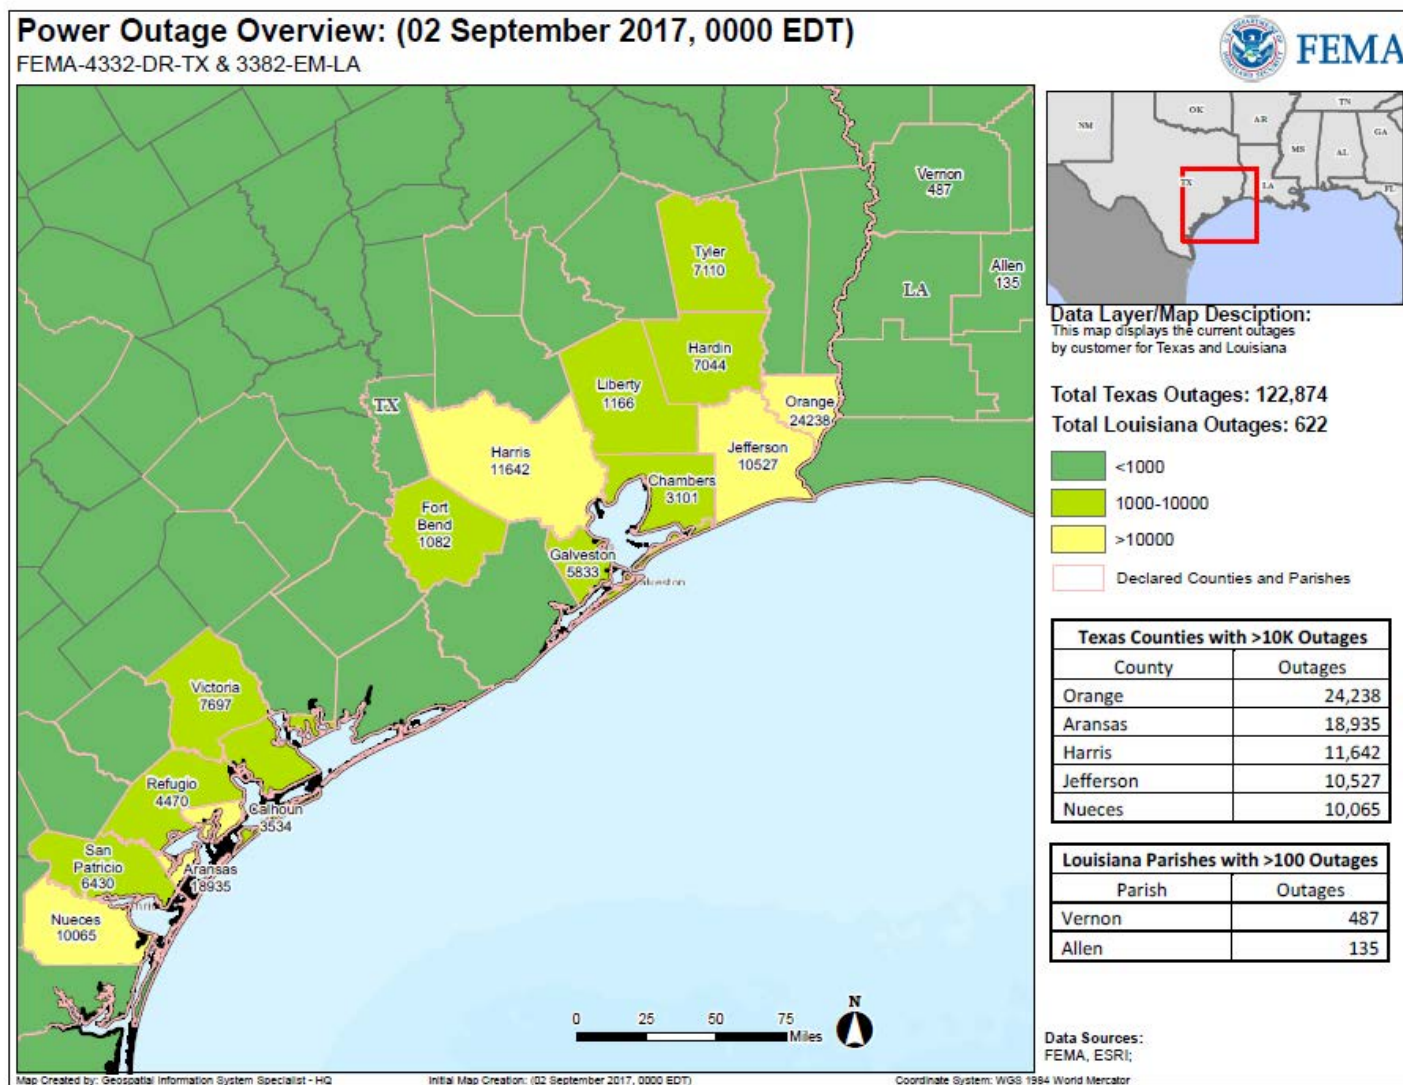 Power Outage Overview: (02 September 2017, 0000 EDT)
FEMA-4332-DR-TX & 3382-EM-LA
FEMA
U.S. DEPARTMENT OF
HOMELAND SECURITY
Vernon
487
Tyler
7110
Allen
135
LA
Hardin
7044
Liberty
1166
TX
Orange
24238
Harris
11642
Jefferson
10527
Chambers
3101
Fort
Bend
1082
Galveston
5833
Victoria
7697
Refugio
4470
Calhoun
3534
San
Patricio
6430
Aransas
18935
Nueces
10065
0 25 50 75
Miles
N
NM
OK
AR
TN
MS
AL
GA
TX
LA
FL
Data Layer/Map Desciption:
This map displays the current outages
by customer for Texas and Louisiana
Total Texas Outages: 122,874
Total Louisiana Outages: 622
<1000
1000-10000
>10000
Declared Counties and Parishes
Texas Counties with >10K Outages
County Outages
Orange 24,238
Aransas 18,935
Harris 11,642
Jefferson 10,527
Nueces 10,065
Louisiana Parishes with >100 Outages
Parish Outages
Vernon 487
Allen 135
Data Sources:
FEMA, ESRI;
Map Created by: Geospatial Information System Specialist - HQ
Initial Map Creation: (02 September 2017, 0000 EDT)
Coordinate System: WGS 1984 World Mercator